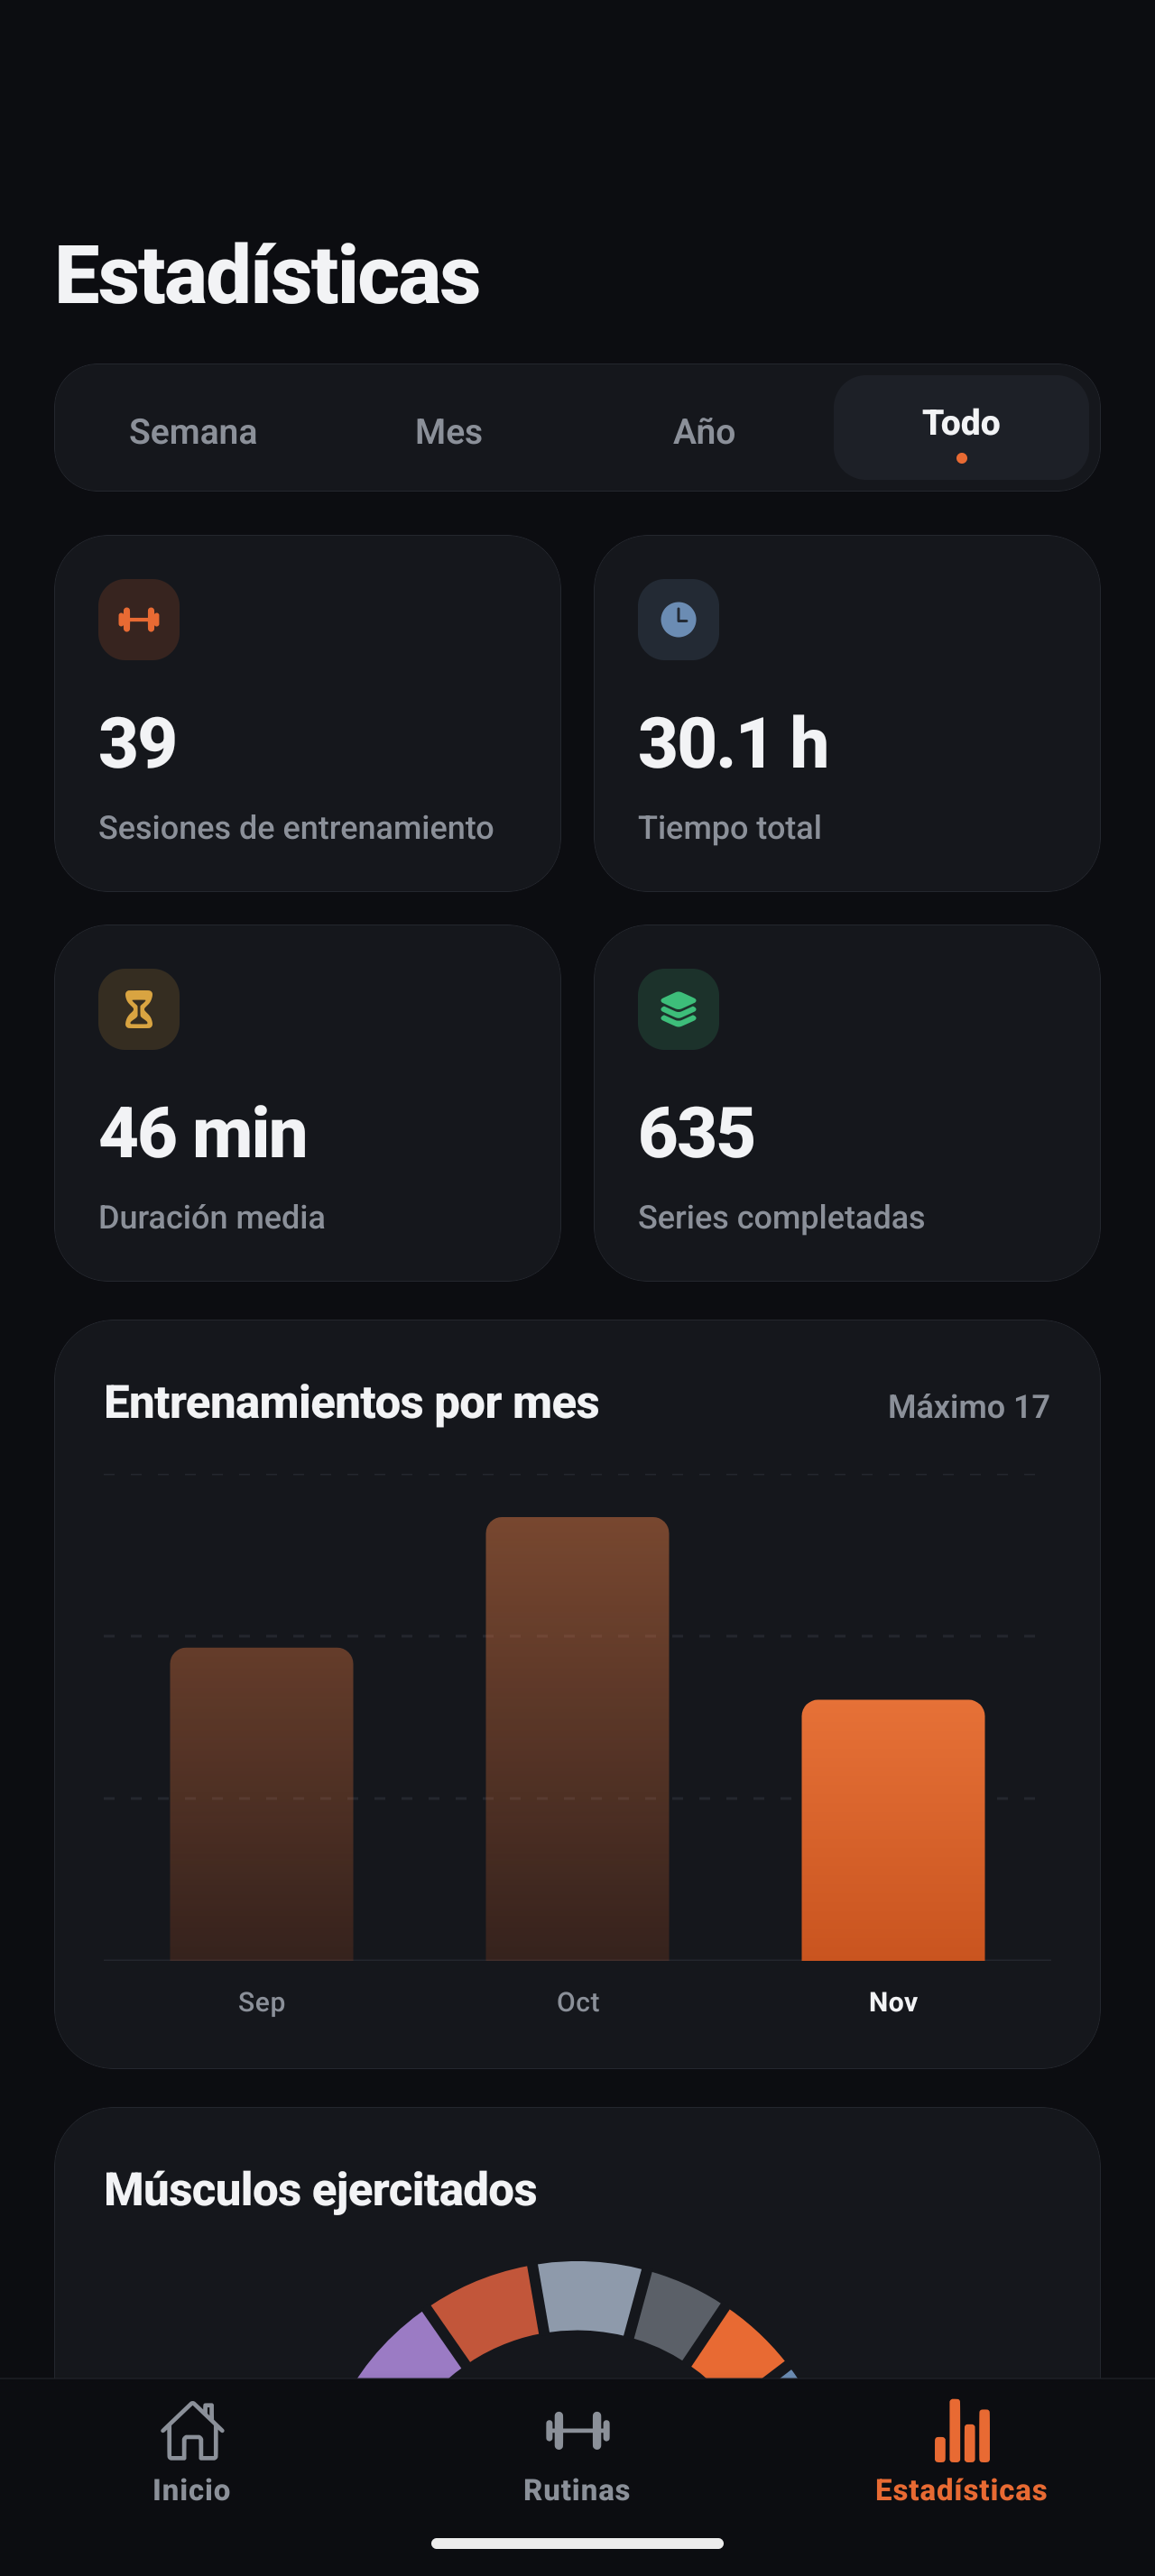 Estadísticas
Semana
Mes
Año
Todo
39
Sesiones de entrenamiento
30.1 h
Tiempo total
46 min
Duración media
635
Series completadas
Entrenamientos por mes
Máximo 17
Sep
Oct
Nov
Músculos ejercitados
Inicio
Rutinas
Estadísticas